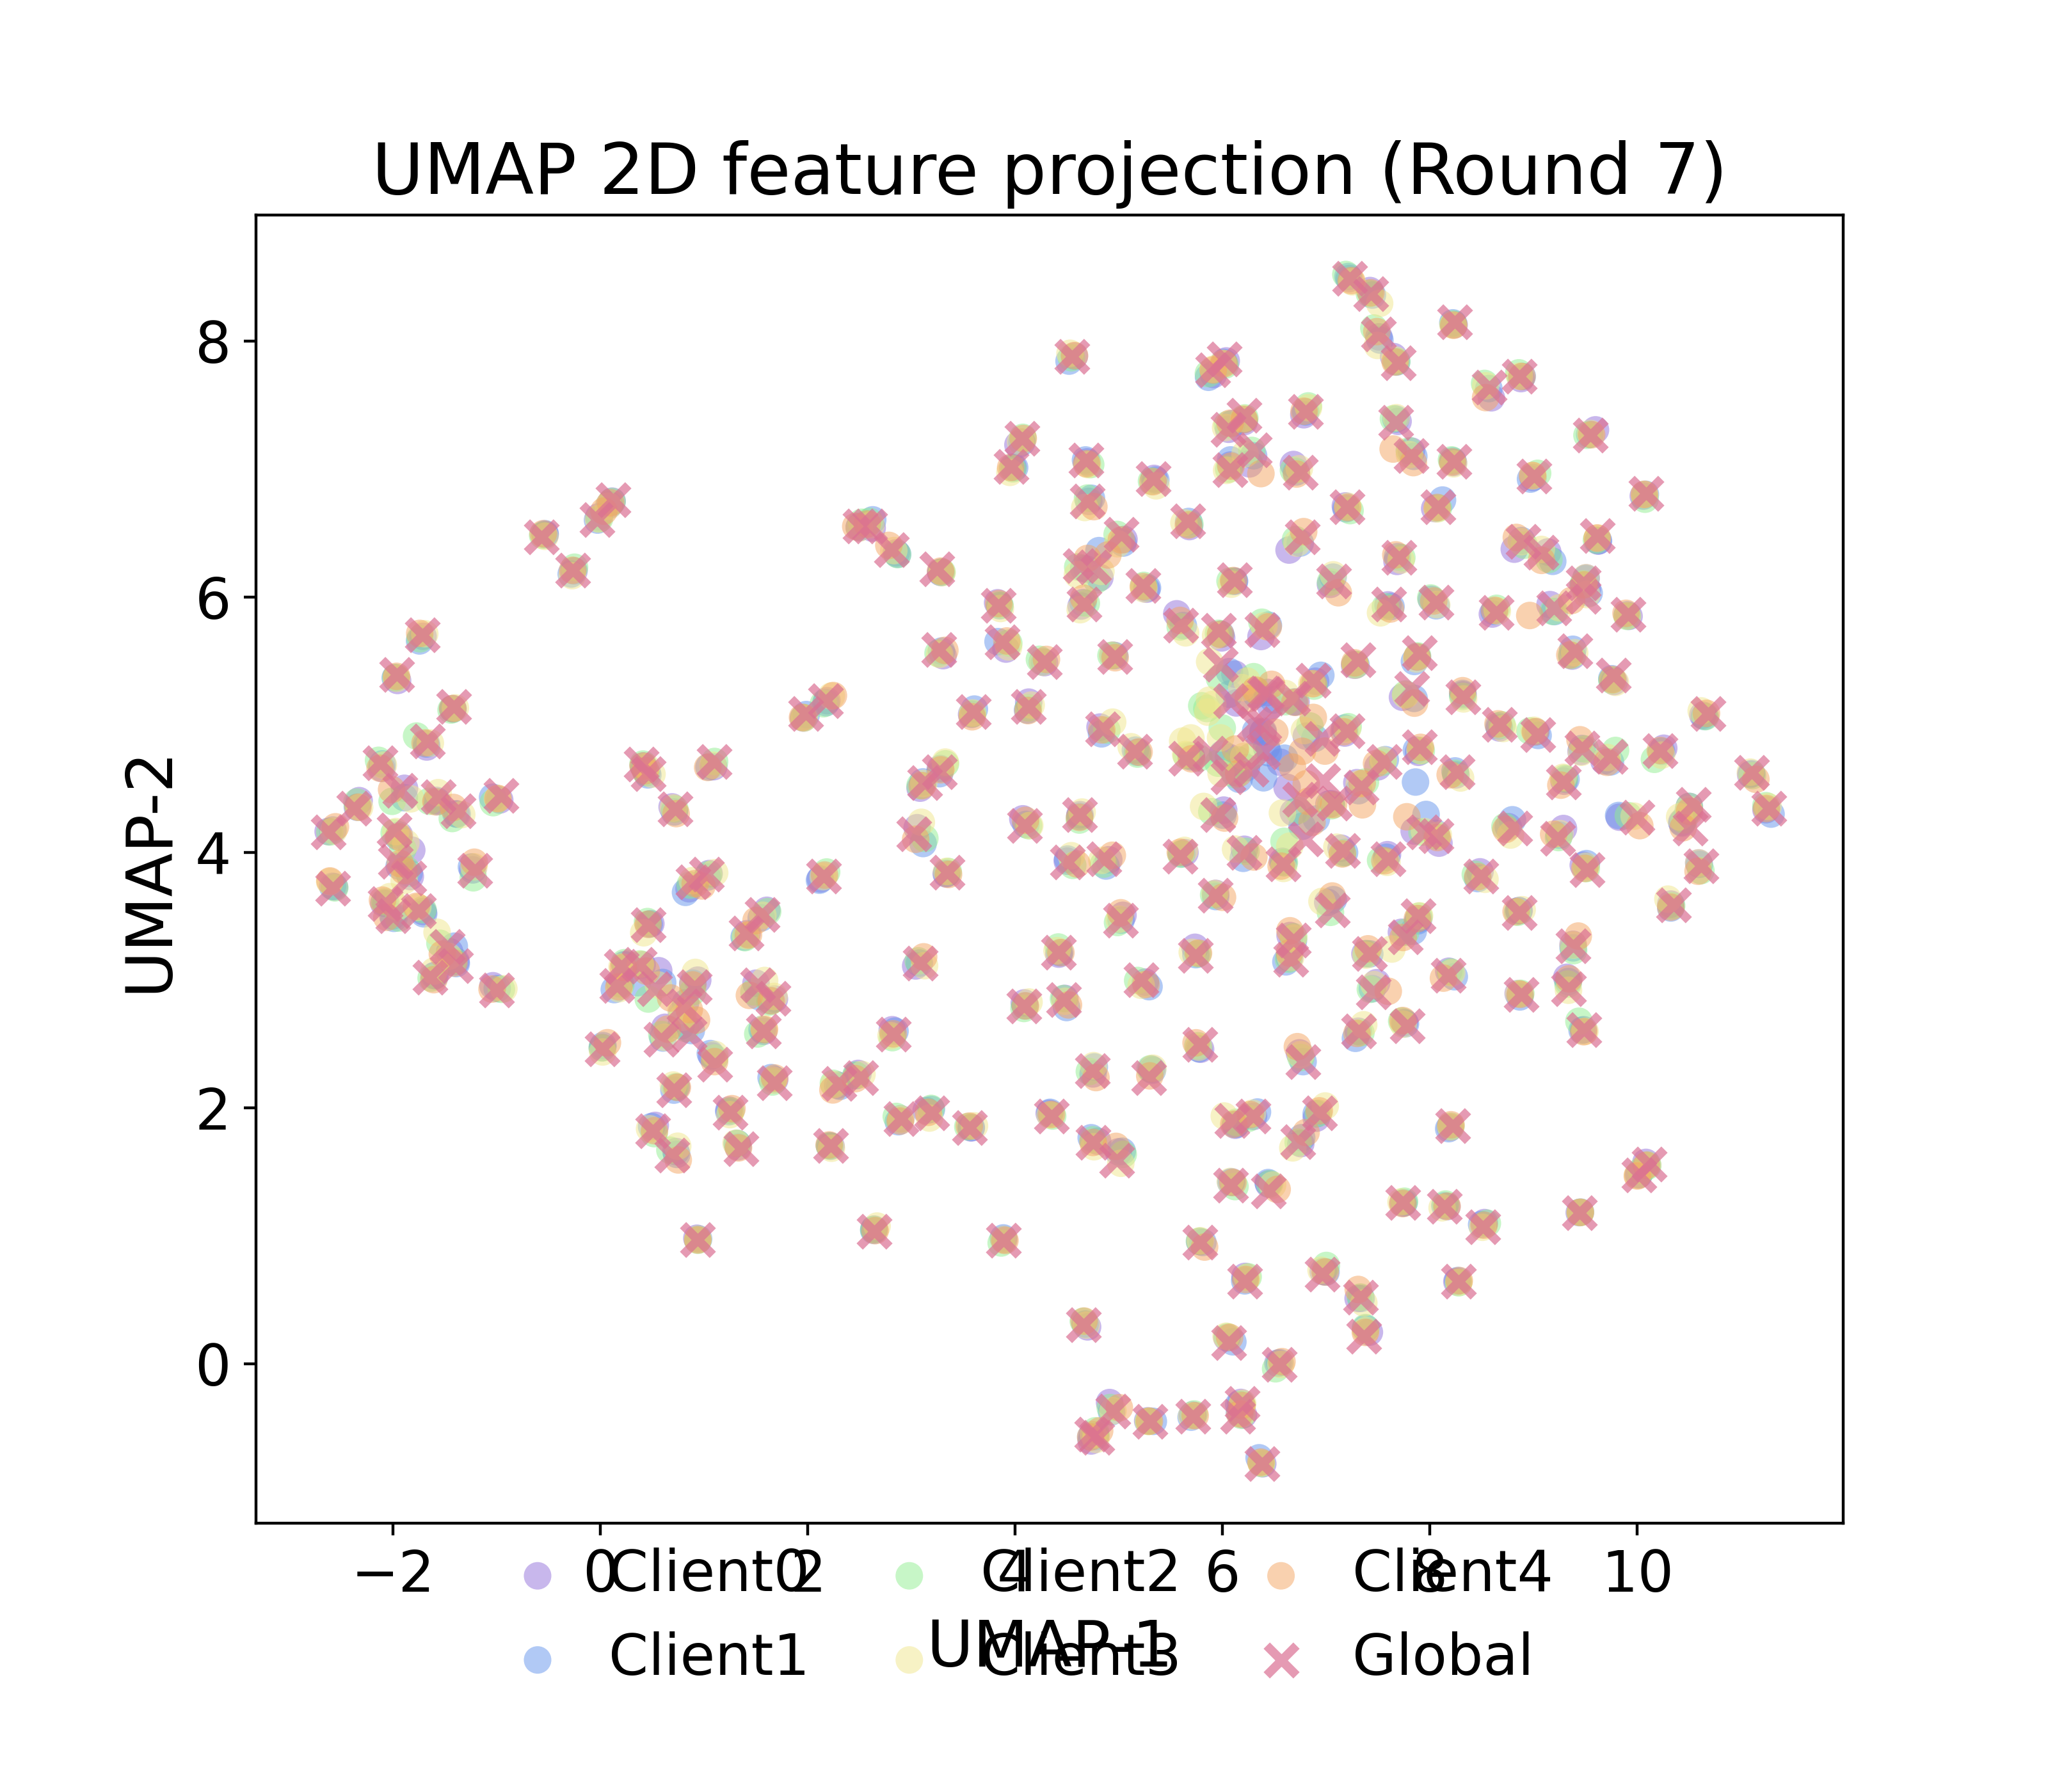 UMAP 2D feature projection (Round 7)
8
6
4
2
0
UMAP-2
−2 0 2 4 6 8 10
UMAP-1
Client0 Client2 Client4
Client1 Client3 Global